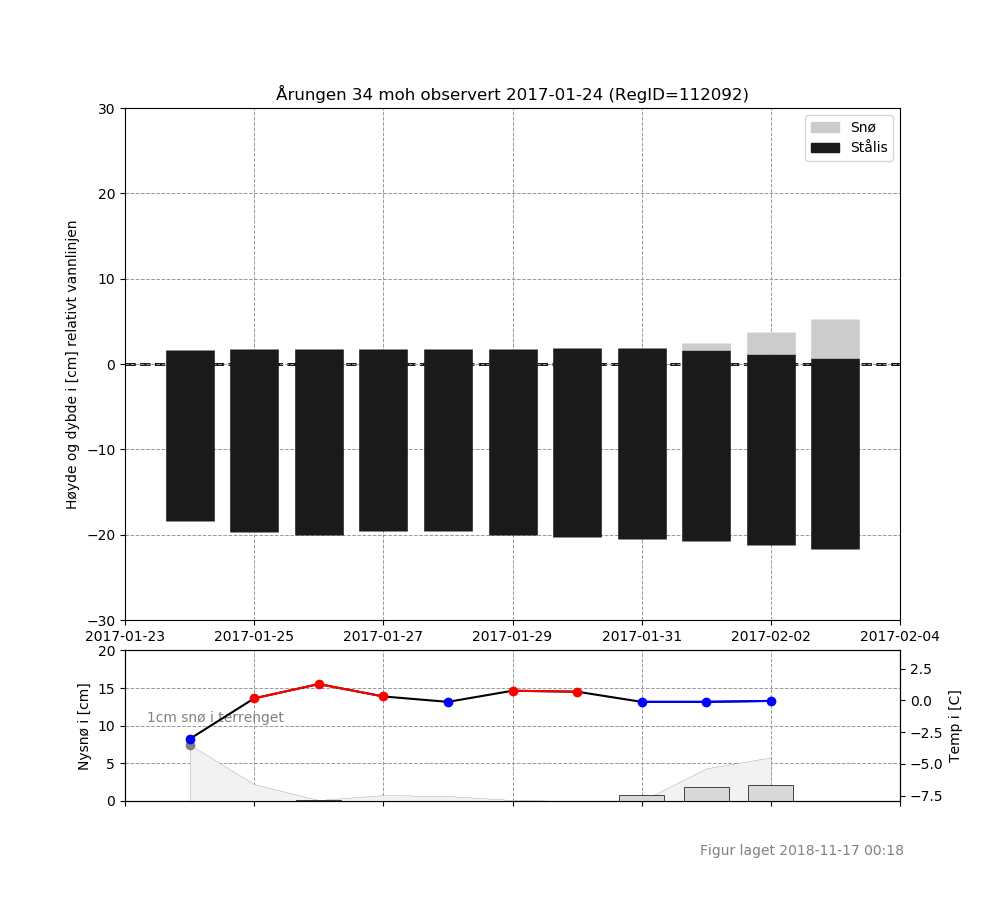 Årungen 34 moh observert 2017-01-24 (RegID=112092)
Snø
Stålis
Høyde og dybde i [cm] relativt vannlinjen
30
20
10
0
−10
−20
−30
2017-01-23 2017-01-25 2017-01-27 2017-01-29 2017-01-31 2017-02-02 2017-02-04
Nysnø i [cm]
20
15
10
5
0
1cm snø i terrenget
2.5
0.0
−2.5
−5.0
−7.5
Temp i [C]
Figur laget 2018-11-17 00:18